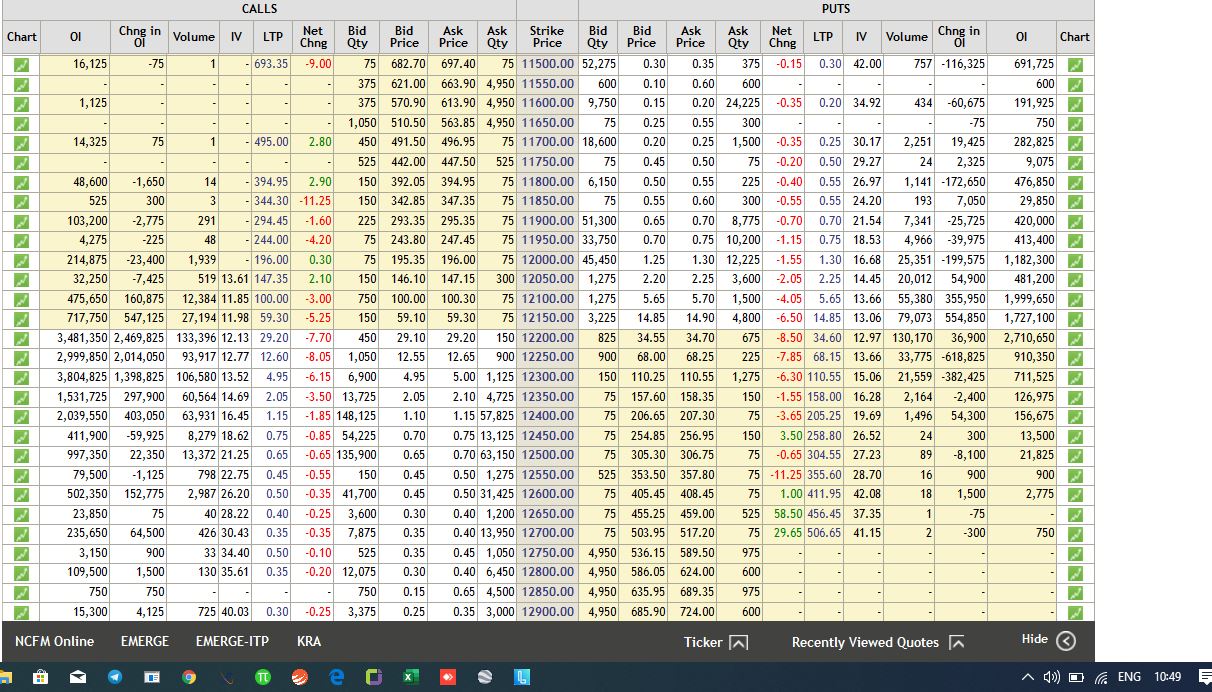 CALLS PUTS
Chart OI Chng in OI Volume IV LTP Net Chng Bid Qty Bid Price Ask Price Ask Qty Strike Price Bid Qty Bid Price Ask Price Ask Qty Net Chng LTP IV Volume Chng in OI OI Chart
16,125 -75 1 - 693.35 -9.00 75 682.70 697.40 75 11500.00 52,275 0.30 0.35 375 -0.15 0.30 42.00 757 -116,325 691,725
- - - - - - 375 621.00 663.90 4,950 11550.00 600 0.10 0.60 600 - - - - - 600
1,125 - - - - - 375 570.90 613.90 4,950 11600.00 9,750 0.15 0.20 24,225 -0.35 0.20 34.92 434 -60,675 191,925
- - - - - - 1,050 510.50 563.85 4,950 11650.00 75 0.25 0.55 300 - - - - -75 750
14,325 75 1 - 495.00 2.80 450 491.50 496.95 75 11700.00 18,600 0.20 0.25 1,500 -0.35 0.25 30.17 2,251 19,425 282,825
- - - - - - 525 442.00 447.50 525 11750.00 75 0.45 0.50 75 -0.20 0.50 29.27 24 2,325 9,075
48,600 -1,650 14 - 394.95 2.90 150 392.05 394.95 75 11800.00 6,150 0.50 0.55 225 -0.40 0.55 26.97 1,141 -172,650 476,850
525 300 3 - 344.30 -11.25 150 342.85 347.35 75 11850.00 75 0.55 0.60 300 -0.55 0.55 24.20 193 7,050 29,850
103,200 -2,775 291 - 294.45 -1.60 225 293.35 295.35 75 11900.00 51,300 0.65 0.70 8,775 -0.70 0.70 21.54 7,341 -25,725 420,000
4,275 -225 48 - 244.00 -4.20 75 243.80 247.45 75 11950.00 33,750 0.70 0.75 10,200 -1.15 0.75 18.53 4,966 -39,975 413,400
214,875 -23,400 1,939 - 196.00 0.30 75 195.35 196.00 75 12000.00 45,450 1.25 1.30 12,225 -1.55 1.30 16.68 25,351 -199,575 1,182,300
32,250 -7,425 519 13.61 147.35 2.10 150 146.10 147.15 300 12050.00 1,275 2.20 2.25 3,600 -2.05 2.25 14.45 20,012 54,900 481,200
475,650 160,875 12,384 11.85 100.00 -3.00 750 100.00 100.30 75 12100.00 1,275 5.65 5.70 1,500 -4.05 5.65 13.66 55,380 355,950 1,999,650
717,750 547,125 27,194 11.98 59.30 -5.25 150 59.10 59.30 75 12150.00 3,225 14.85 14.90 4,800 -6.50 14.85 13.06 79,073 554,850 1,727,100
3,481,350 2,469,825 133,396 12.13 29.20 -7.70 450 29.10 29.20 150 12200.00 825 34.55 34.70 675 -8.50 34.60 12.97 130,170 36,900 2,710,650
2,999,850 2,014,050 93,917 12.77 12.60 -8.05 1,050 12.55 12.65 900 12250.00 900 68.00 68.25 225 -7.85 68.15 13.66 33,775 -618,825 910,350
3,804,825 1,398,825 106,580 13.52 4.95 -6.15 6,900 4.95 5.00 1,125 12300.00 150 110.25 110.55 1,275 -6.30 110.55 15.06 21,559 -382,425 711,525
1,531,725 297,900 60,564 14.69 2.05 -3.50 13,725 2.05 2.10 4,725 12350.00 75 157.60 158.35 150 -1.55 158.00 16.28 2,164 -2,400 126,975
2,039,550 403,050 63,931 16.45 1.15 -1.85 148,125 1.10 1.15 57,825 12400.00 75 206.65 207.30 75 -3.65 205.25 19.69 1,496 54,300 156,675
411,900 -59,925 8,279 18.62 0.75 -0.85 54,225 0.70 0.75 13,125 12450.00 75 254.85 256.95 150 3.50 258.80 26.52 24 300 13,500
997,350 22,350 13,372 21.25 0.65 -0.65 135,900 0.65 0.70 63,150 12500.00 75 305.30 306.75 75 -0.65 304.55 27.23 89 -8,100 21,825
79,500 -1,125 798 22.75 0.45 -0.55 150 0.45 0.50 1,275 12550.00 525 353.50 357.80 75 -11.25 355.60 28.70 16 900 900
502,350 152,775 2,987 26.20 0.50 -0.35 41,700 0.45 0.50 31,425 12600.00 75 405.45 408.45 75 1.00 411.95 42.08 18 1,500 2,775
23,850 75 40 28.22 0.40 -0.25 3,600 0.30 0.40 1,200 12650.00 75 455.25 459.00 525 58.50 456.45 37.35 1 -75 -
235,650 64,500 426 30.43 0.35 -0.35 7,875 0.35 0.40 13,950 12700.00 75 503.95 517.20 75 29.65 506.65 41.15 2 -300 750
3,150 900 33 34.40 0.50 -0.10 525 0.35 0.45 1,050 12750.00 4,950 536.15 589.50 975 - - - - - -
109,500 1,500 130 35.61 0.35 -0.20 12,075 0.30 0.40 6,450 12800.00 4,950 586.05 624.00 600 - - - - - -
750 750 - - - - 750 0.15 0.65 4,500 12850.00 4,950 635.95 689.35 975 - - - - - -
15,300 4,125 725 40.03 0.30 -0.25 3,375 0.25 0.35 3,000 12900.00 4,950 685.90 724.00 600 - - - - - -
NCFM Online EMERGE EMERGE-ITP KRA Ticker Recently Viewed Quotes Hide
ENG 10:49